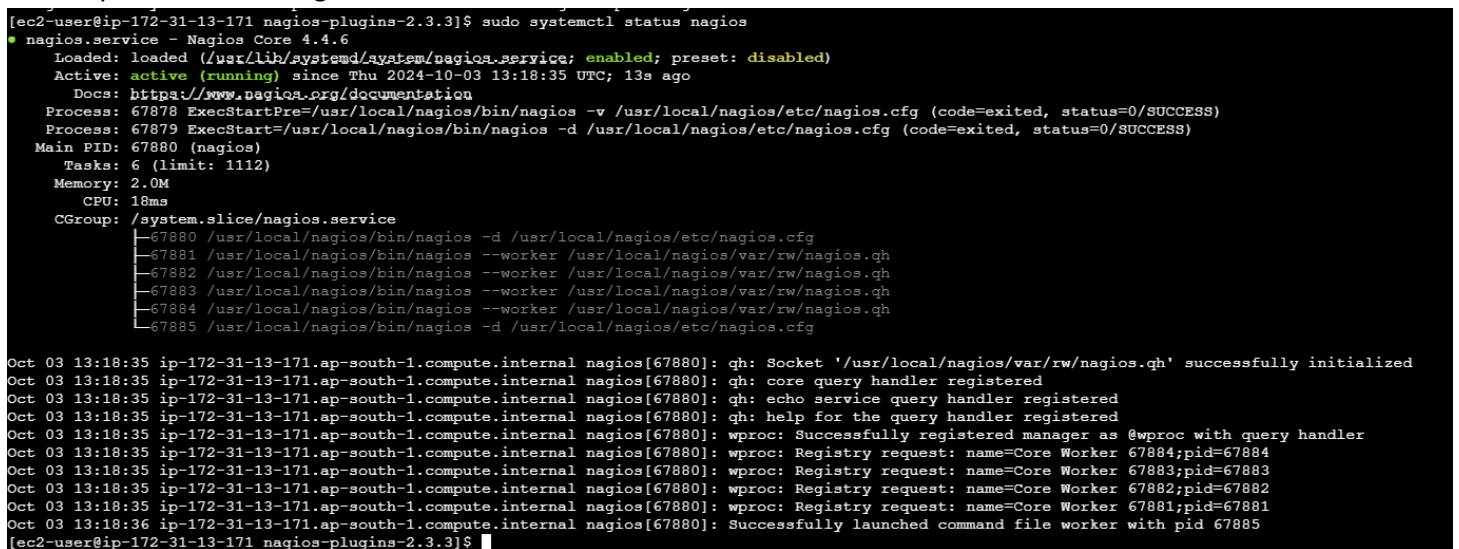 [ec2-user@ip-172-31-13-171 nagios-plugins-2.3.3]$ sudo systemctl status nagios
● nagios.service - Nagios Core 4.4.6
Loaded: loaded (/usr/lib/systemd/system/nagios.service; enabled; preset: disabled)
Active: active (running) since Thu 2024-10-03 13:18:35 UTC; 13s ago
Docs: https://www.nagios.org/documentation
Process: 67878 ExecStartPre=/usr/local/nagios/bin/nagios -v /usr/local/nagios/etc/nagios.cfg (code=exited, status=0/SUCCESS)
Process: 67879 ExecStart=/usr/local/nagios/bin/nagios -d /usr/local/nagios/etc/nagios.cfg (code=exited, status=0/SUCCESS)
Main PID: 67880 (nagios)
Tasks: 6 (limit: 1112)
Memory: 2.0M
CPU: 18ms
CGroup: /system.slice/nagios.service
├─67880 /usr/local/nagios/bin/nagios -d /usr/local/nagios/etc/nagios.cfg
├─67881 /usr/local/nagios/bin/nagios --worker /usr/local/nagios/var/rw/nagios.qh
├─67882 /usr/local/nagios/bin/nagios --worker /usr/local/nagios/var/rw/nagios.qh
├─67883 /usr/local/nagios/bin/nagios --worker /usr/local/nagios/var/rw/nagios.qh
├─67884 /usr/local/nagios/bin/nagios --worker /usr/local/nagios/var/rw/nagios.qh
└─67885 /usr/local/nagios/bin/nagios -d /usr/local/nagios/etc/nagios.cfg
Oct 03 13:18:35 ip-172-31-13-171.ap-south-1.compute.internal nagios[67880]: qh: Socket '/usr/local/nagios/var/rw/nagios.qh' successfully initialized
Oct 03 13:18:35 ip-172-31-13-171.ap-south-1.compute.internal nagios[67880]: qh: core query handler registered
Oct 03 13:18:35 ip-172-31-13-171.ap-south-1.compute.internal nagios[67880]: qh: echo service query handler registered
Oct 03 13:18:35 ip-172-31-13-171.ap-south-1.compute.internal nagios[67880]: qh: help for the query handler registered
Oct 03 13:18:35 ip-172-31-13-171.ap-south-1.compute.internal nagios[67880]: wproc: Successfully registered manager as @wproc with query handler
Oct 03 13:18:35 ip-172-31-13-171.ap-south-1.compute.internal nagios[67880]: wproc: Registry request: name=Core Worker 67884;pid=67884
Oct 03 13:18:35 ip-172-31-13-171.ap-south-1.compute.internal nagios[67880]: wproc: Registry request: name=Core Worker 67883;pid=67883
Oct 03 13:18:35 ip-172-31-13-171.ap-south-1.compute.internal nagios[67880]: wproc: Registry request: name=Core Worker 67882;pid=67882
Oct 03 13:18:35 ip-172-31-13-171.ap-south-1.compute.internal nagios[67880]: wproc: Registry request: name=Core Worker 67881;pid=67881
Oct 03 13:18:36 ip-172-31-13-171.ap-south-1.compute.internal nagios[67880]: Successfully launched command file worker with pid 67885
[ec2-user@ip-172-31-13-171 nagios-plugins-2.3.3]$